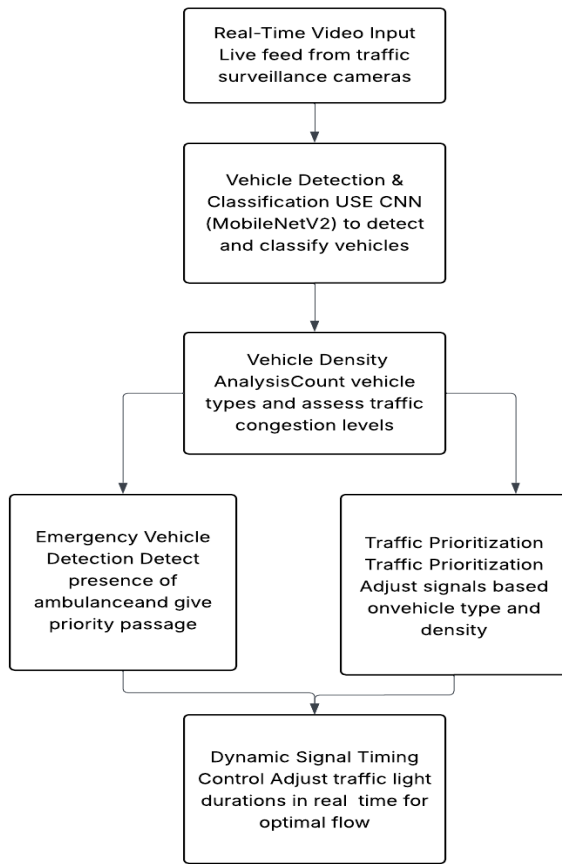 Real-Time Video Input
Live feed from traffic
surveillance cameras
Vehicle Detection &
Classification USE CNN
(MobileNetV2) to detect
and classify vehicles
Vehicle Density
AnalysisCount vehicle
types and assess traffic
congestion levels
Emergency Vehicle
Detection Detect
presence of
ambulanceand give
priority passage
Traffic Prioritization
Traffic Prioritization
Adjust signals based
onvehicle type and
density
Dynamic Signal Timing
Control Adjust traffic light
durations in real  time for
optimal flow